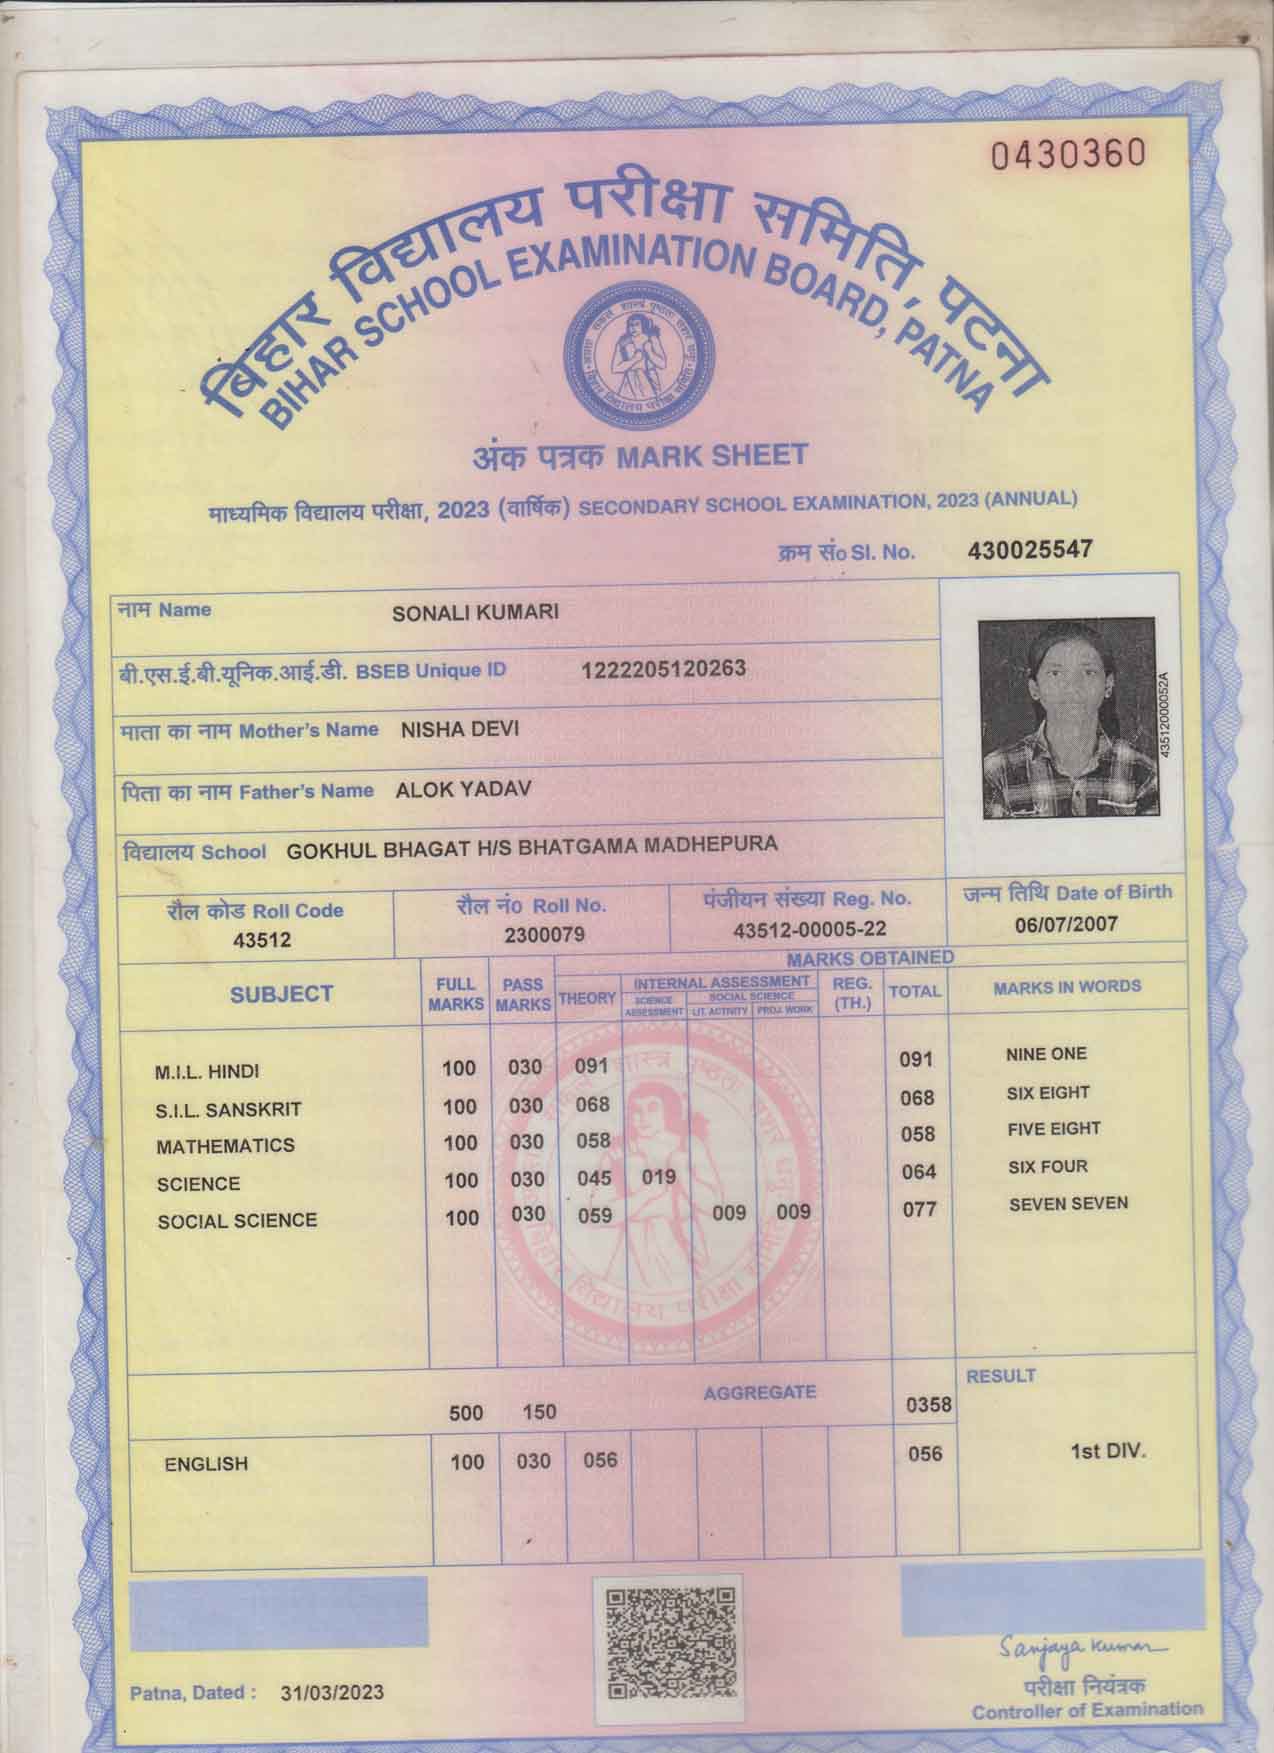 0430360
बिहार विद्यालय परीक्षा समिति, पटना
BIHAR SCHOOL EXAMINATION BOARD, PATNA
अंक पत्रक MARK SHEET
माध्यमिक विद्यालय परीक्षा, 2023 (वार्षिक) SECONDARY SCHOOL EXAMINATION, 2023 (ANNUAL)
क्रम सं० Sl. No. 430025547
नाम Name SONALI KUMARI
बी.एस.ई.बी.यूनिक.आई.डी. BSEB Unique ID 1222205120263
माता का नाम Mother's Name NISHA DEVI
पिता का नाम Father's Name ALOK YADAV
विद्यालय School GOKHUL BHAGAT H/S BHATGAMA MADHEPURA
43512000052A
रौल कोड Roll Code रौल नं० Roll No. पंजीयन संख्या Reg. No. जन्म तिथि Date of Birth
43512 2300079 43512-00005-22 06/07/2007
MARKS OBTAINED
SUBJECT FULL MARKS PASS MARKS THEORY INTERNAL ASSESSMENT REG. (TH.) TOTAL MARKS IN WORDS
SCIENCE ASSESSMENT SOCIAL SCIENCE
LIT. ACTIVITY PROJ. WORK
M.I.L. HINDI 100 030 091 091 NINE ONE
S.I.L. SANSKRIT 100 030 068 068 SIX EIGHT
MATHEMATICS 100 030 058 058 FIVE EIGHT
SCIENCE 100 030 045 019 064 SIX FOUR
SOCIAL SCIENCE 100 030 059 009 009 077 SEVEN SEVEN
500 150 AGGREGATE 0358 RESULT
ENGLISH 100 030 056 056 1st DIV.
Sanjaya Kumar
परीक्षा नियंत्रक
Patna, Dated : 31/03/2023 Controller of Examination